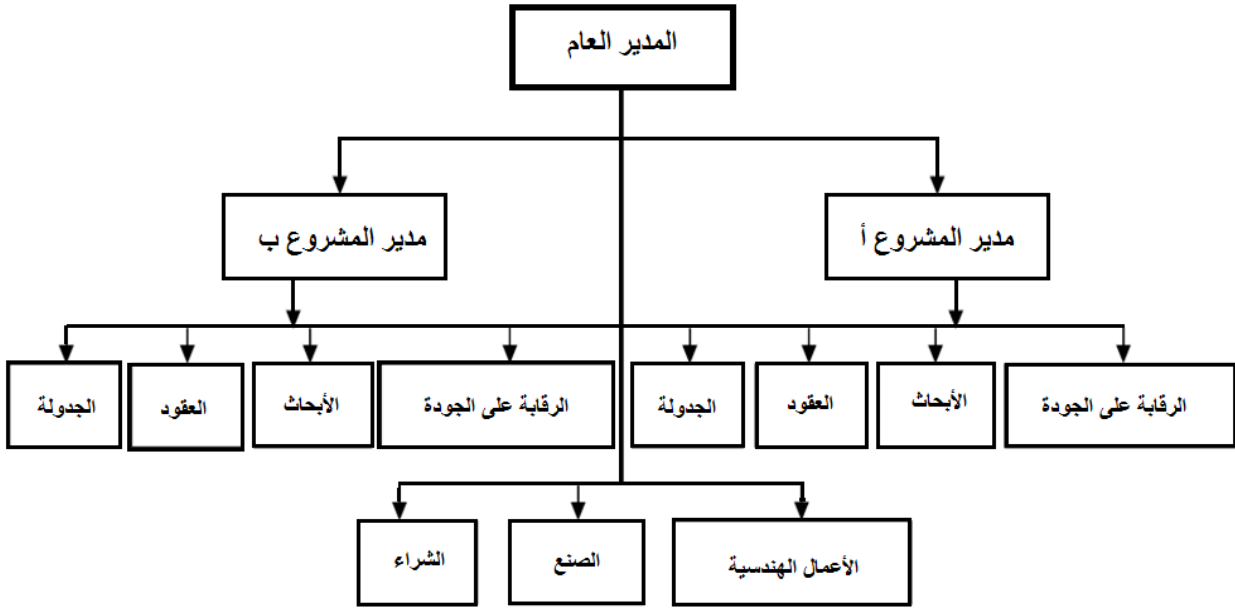 المدير العام
مدير المشروع أ
مدير المشروع ب
الرقابة على الجودة
الأبحاث
العقود
الجدولة
الرقابة على الجودة
الأبحاث
العقود
الجدولة
الأعمال الهندسية
الصنع
الشراء